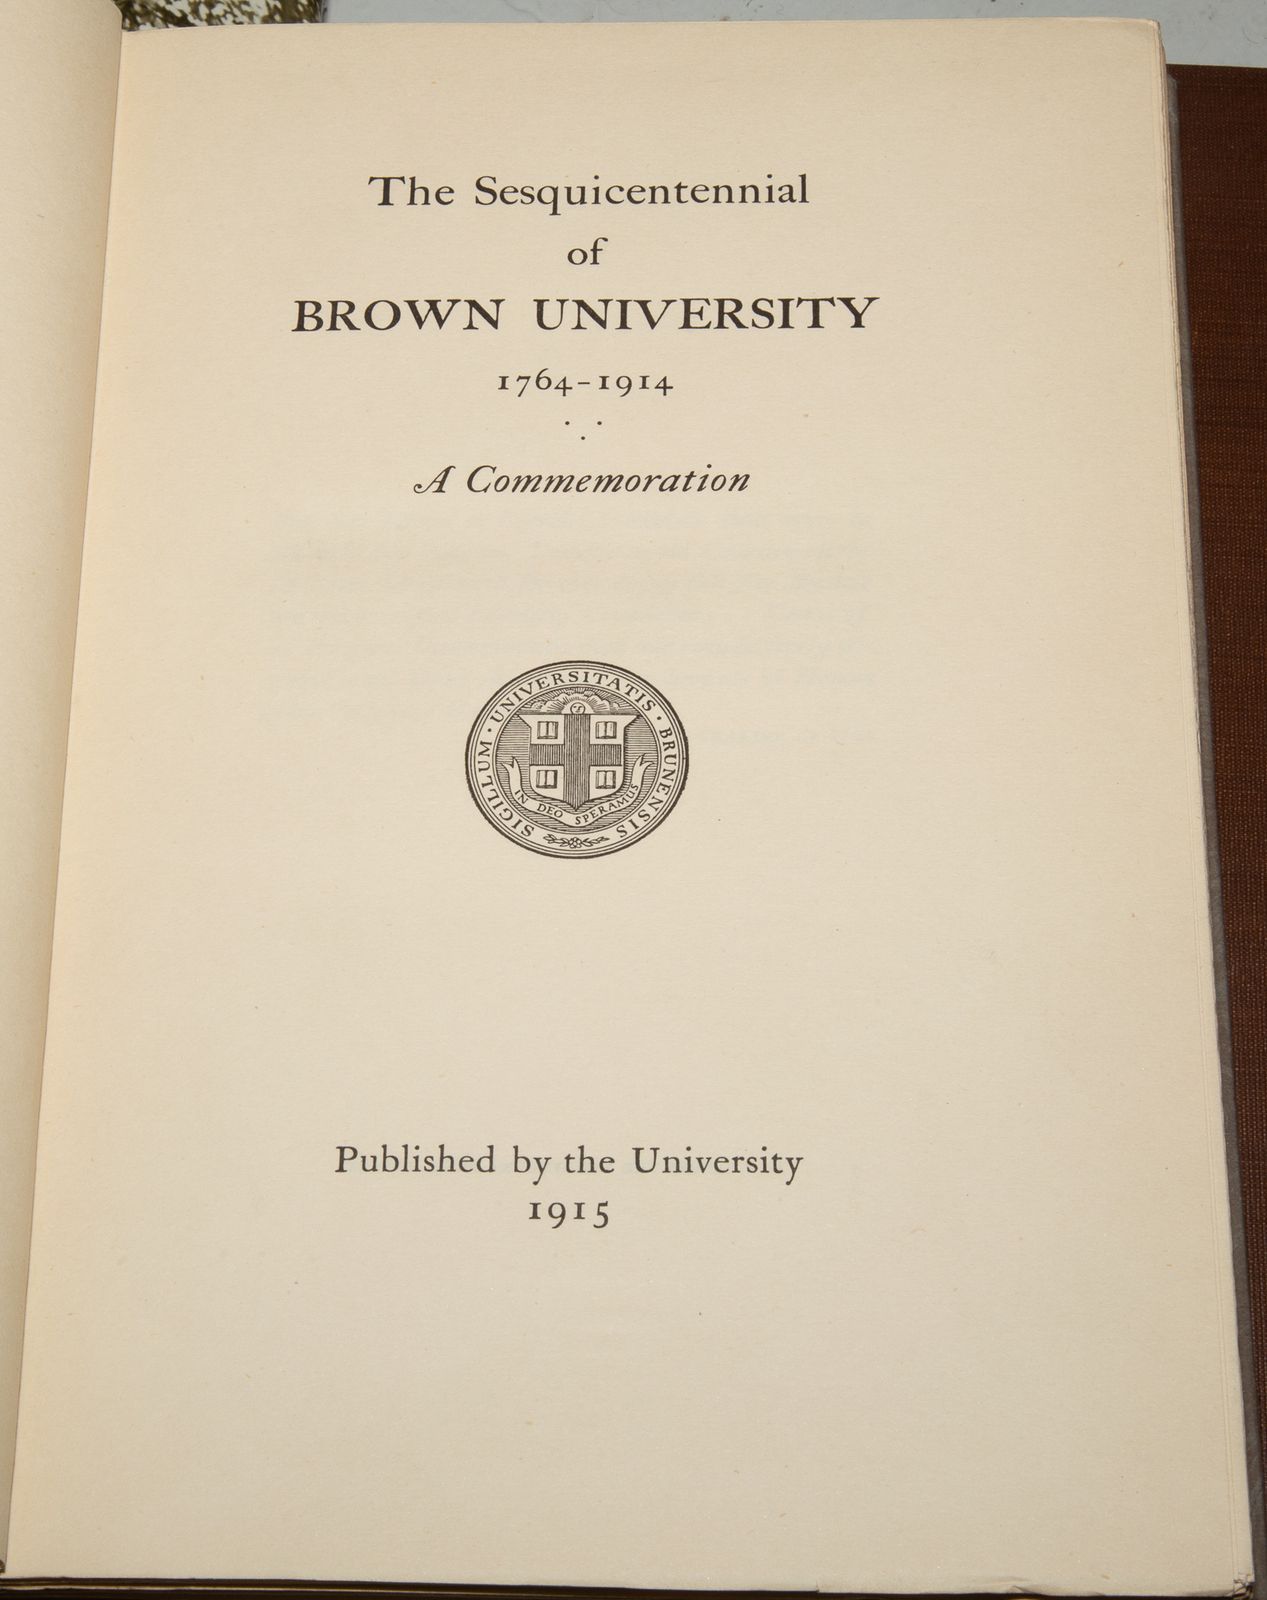 The Sesquicentennial
of
BROWN UNIVERSITY
1764-1914
A Commemoration
SIGILLUM · UNIVERSITATIS · BRUNENSIS
IN DEO SPERAMUS
Published by the University
1915